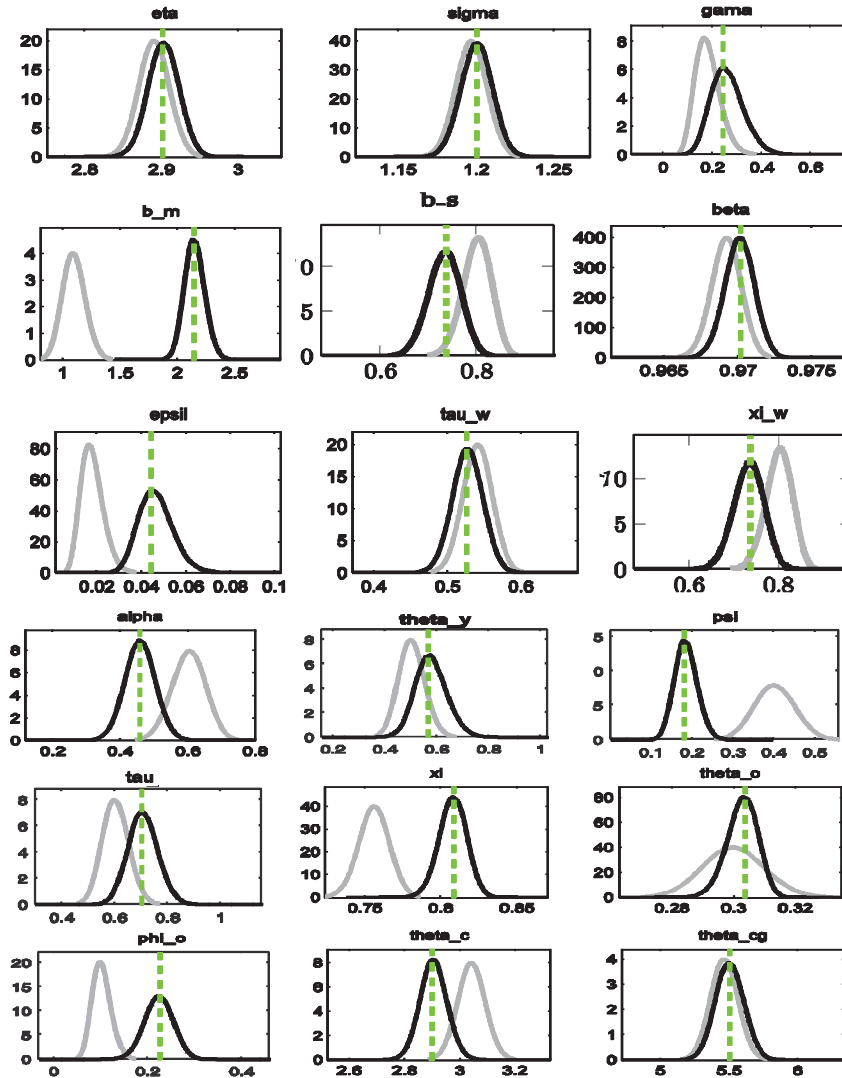 eta
sigma
gama
20
15
10
5
0
2.8 2.9 3
40
30
20
10
0
1.15 1.2 1.25
8
6
4
2
0
0 0.2 0.4 0.6
b_m
b_s
beta
4
3
2
1
0
1 1.5 2 2.5
0
5
0
0.6 0.8
400
300
200
100
0
0.965 0.97 0.975
epsil
tau_w
xi_w
80
60
40
20
0
0.02 0.04 0.06 0.08 0.1
20
15
10
5
0
0.4 0.5 0.6
10
5
0
0.6 0.8
alpha
theta_y
psi
8
6
4
2
0
0.2 0.4 0.6 0.8
8
6
4
2
0
0.2 0.4 0.6 0.8 1
5
0
5
0
0.1 0.2 0.3 0.4 0.5
tau
xi
theta_o
8
6
4
2
0
0.4 0.6 0.8 1
40
30
20
10
0
0.75 0.8 0.85
80
60
40
20
0
0.28 0.3 0.32
phi_o
theta_c
theta_cg
20
15
10
5
0
0 0.2 0.4
8
6
4
2
0
2.6 2.8 3 3.2
4
3
2
1
0
5 5.5 6